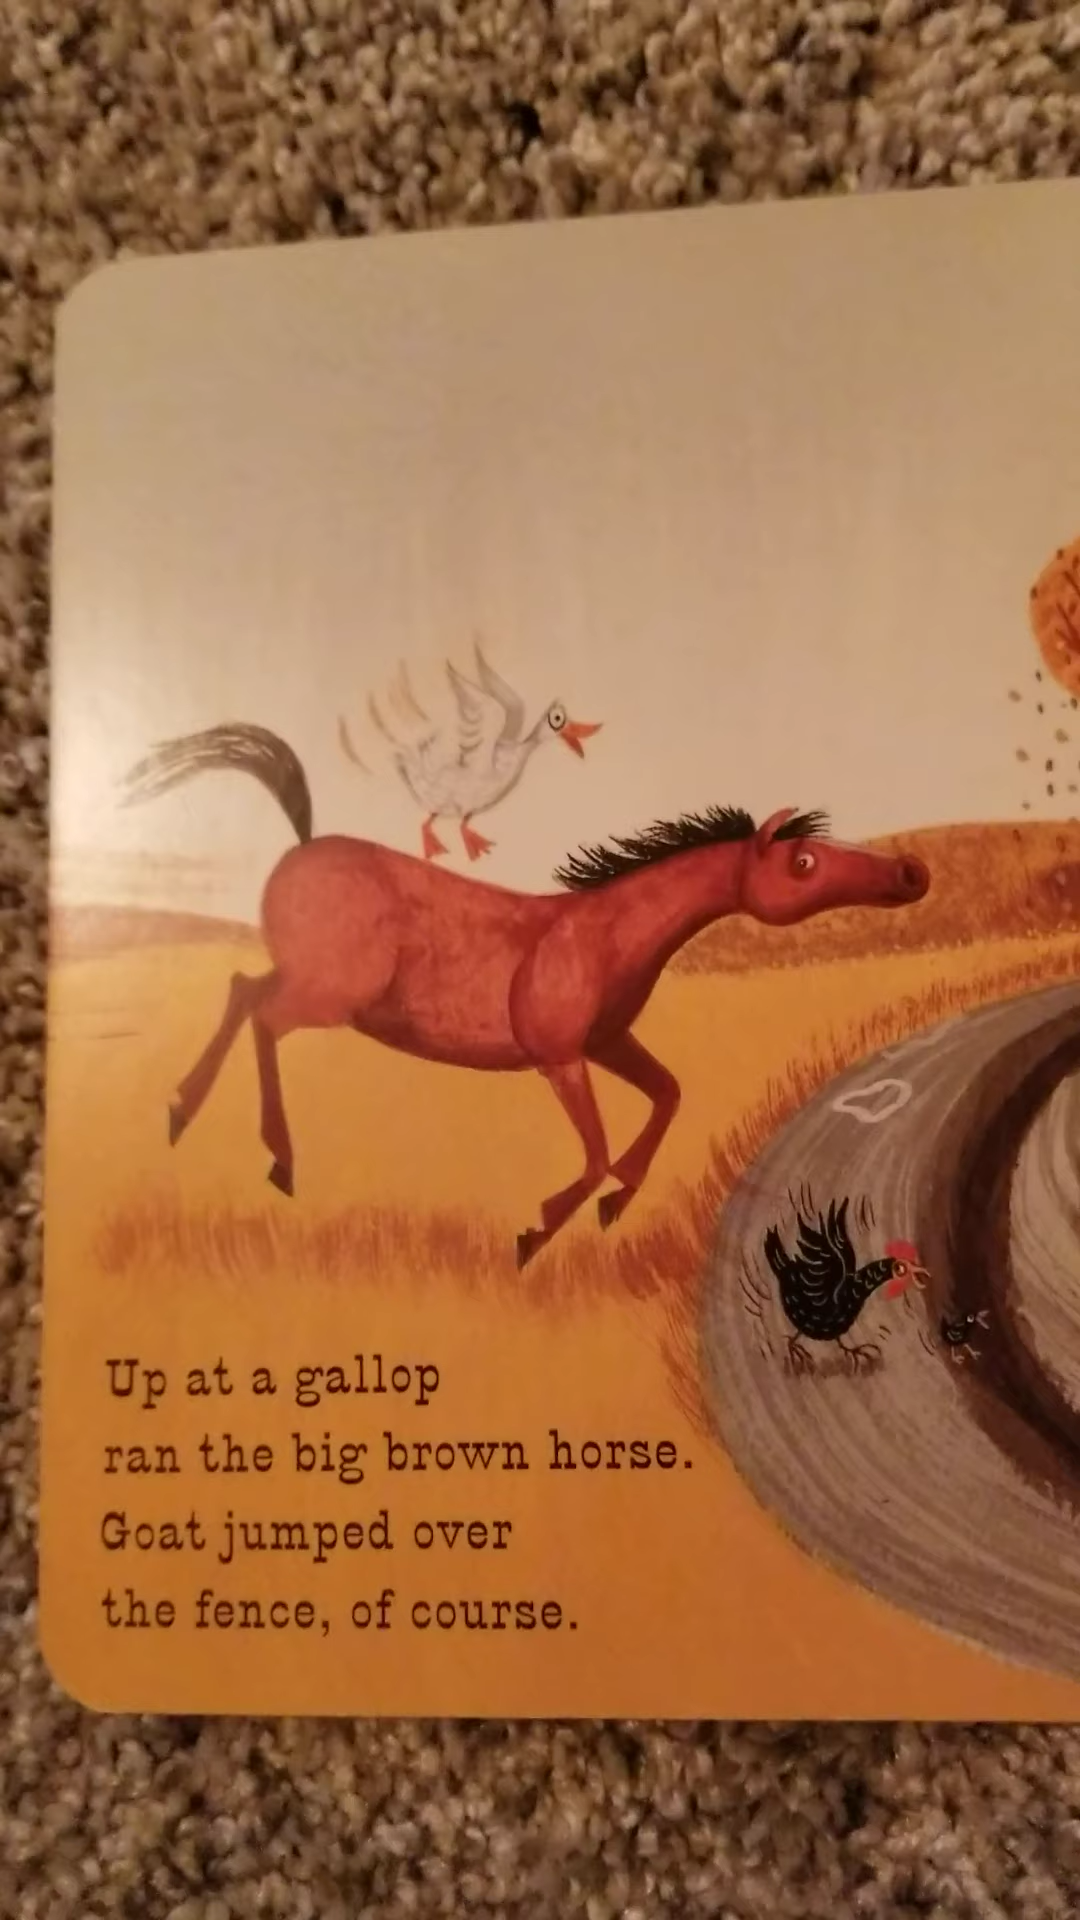 Up at a gallop
ran the big brown horse.
Goat jumped over
the fence, of course.